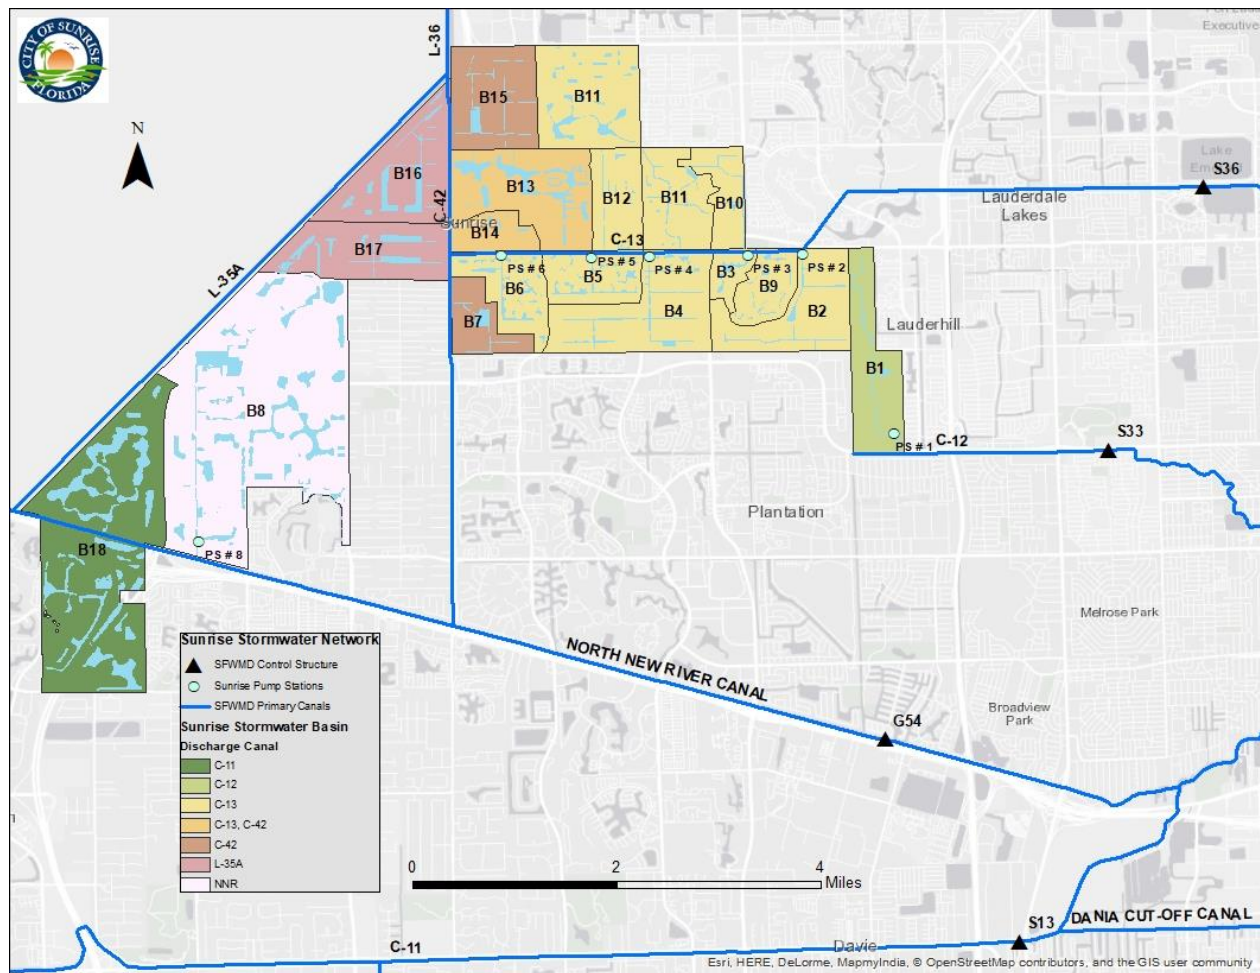 CITY OF SUNRISE
FLORIDA
N
L-36
Executive
B15
B11
Lake
S36
B16
C-42
Sunrise
B13
B12
B11
B10
Lauderdale
Lakes
B14
C-13
B17
L-35A
PS # 6
PS # 5
PS # 4
PS # 3
PS # 2
B6
B5
B3
B9
B7
B4
B2
Lauderhill
B1
B8
PS # 1
C-12
S33
Plantation
PS # 8
B18
Melrose Park
Sunrise Stormwater Network
SFWMD Control Structure
Sunrise Pump Stations
SFWMD Primary Canals
Sunrise Stormwater Basin
Discharge Canal
C-11
C-12
C-13
C-13, C-42
C-42
L-35A
NNR
NORTH NEW RIVER CANAL
Broadview
Park
G54
0 2 4
Miles
S13
DANIA CUT-OFF CANAL
C-11
Davie
Esri, HERE, DeLorme, MapmyIndia, © OpenStreetMap contributors, and the GIS user community